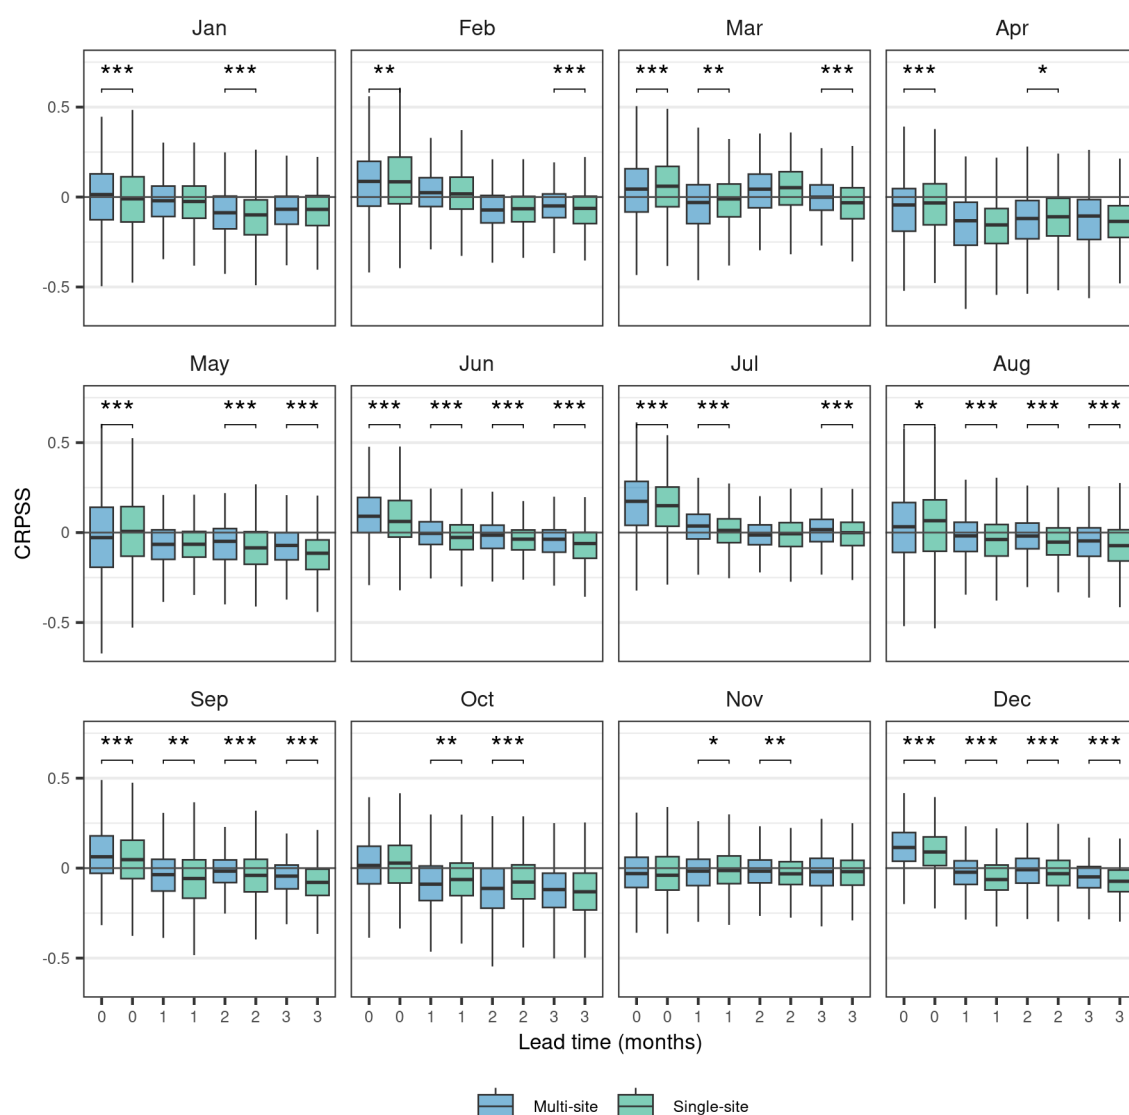 Jan Feb Mar Apr
*** *** ** *** *** ** *** *** *
0.5
0
-0.5
May Jun Jul Aug
*** *** *** *** *** *** *** *** *** *** * *** *** ***
0.5
0
-0.5
CRPSS
Sep Oct Nov Dec
*** ** *** *** ** *** * ** *** *** *** ***
0.5
0
-0.5
0 0 1 1 2 2 3 3 0 0 1 1 2 2 3 3 0 0 1 1 2 2 3 3 0 0 1 1 2 2 3 3
Lead time (months)
Multi-site Single-site